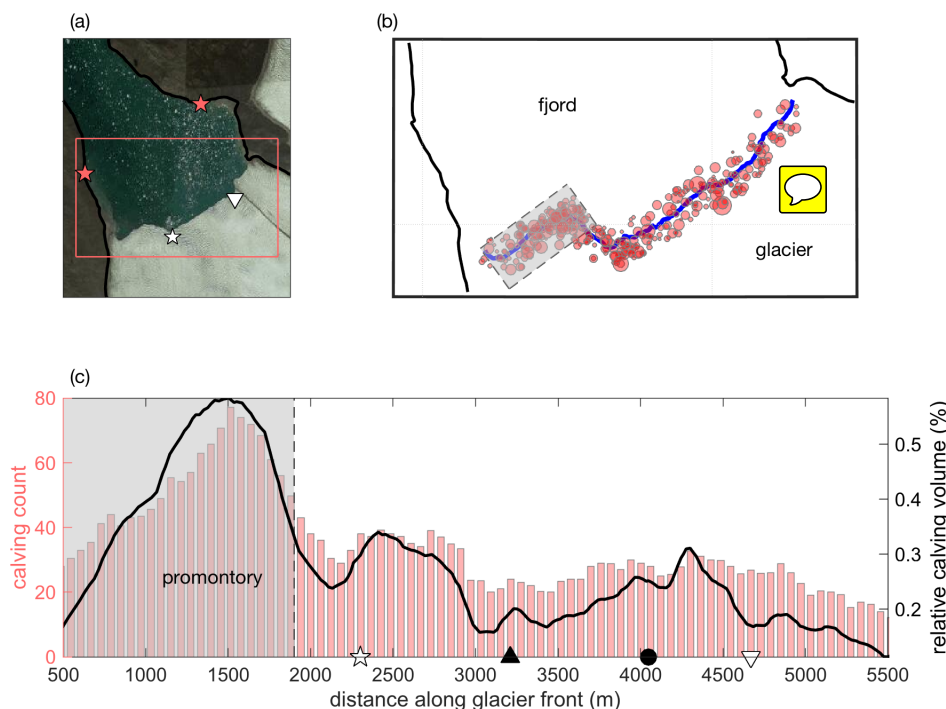 (a)
(b)
fjord
glacier
(c)
80
60
40
20
0
calving count
promontory
0.5
0.4
0.3
0.2
relative calving volume (%)
500 1000 1500 2000 2500 3000 3500 4000 4500 5000 5500
distance along glacier front (m)